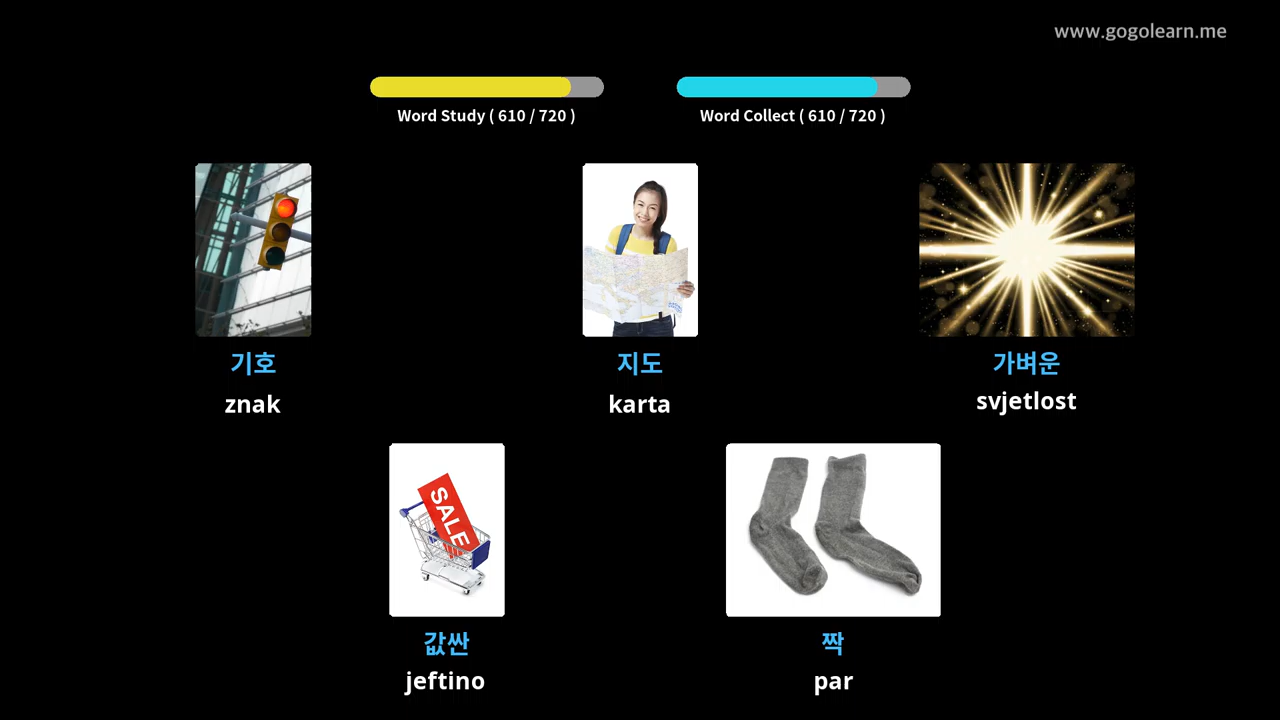 www.gogolearn.me
Word Study ( 610 / 720 )
Word Collect ( 610 / 720 )
기호
znak
지도
karta
가벼운
svjetlost
SALE
값싼
jeftino
짝
par